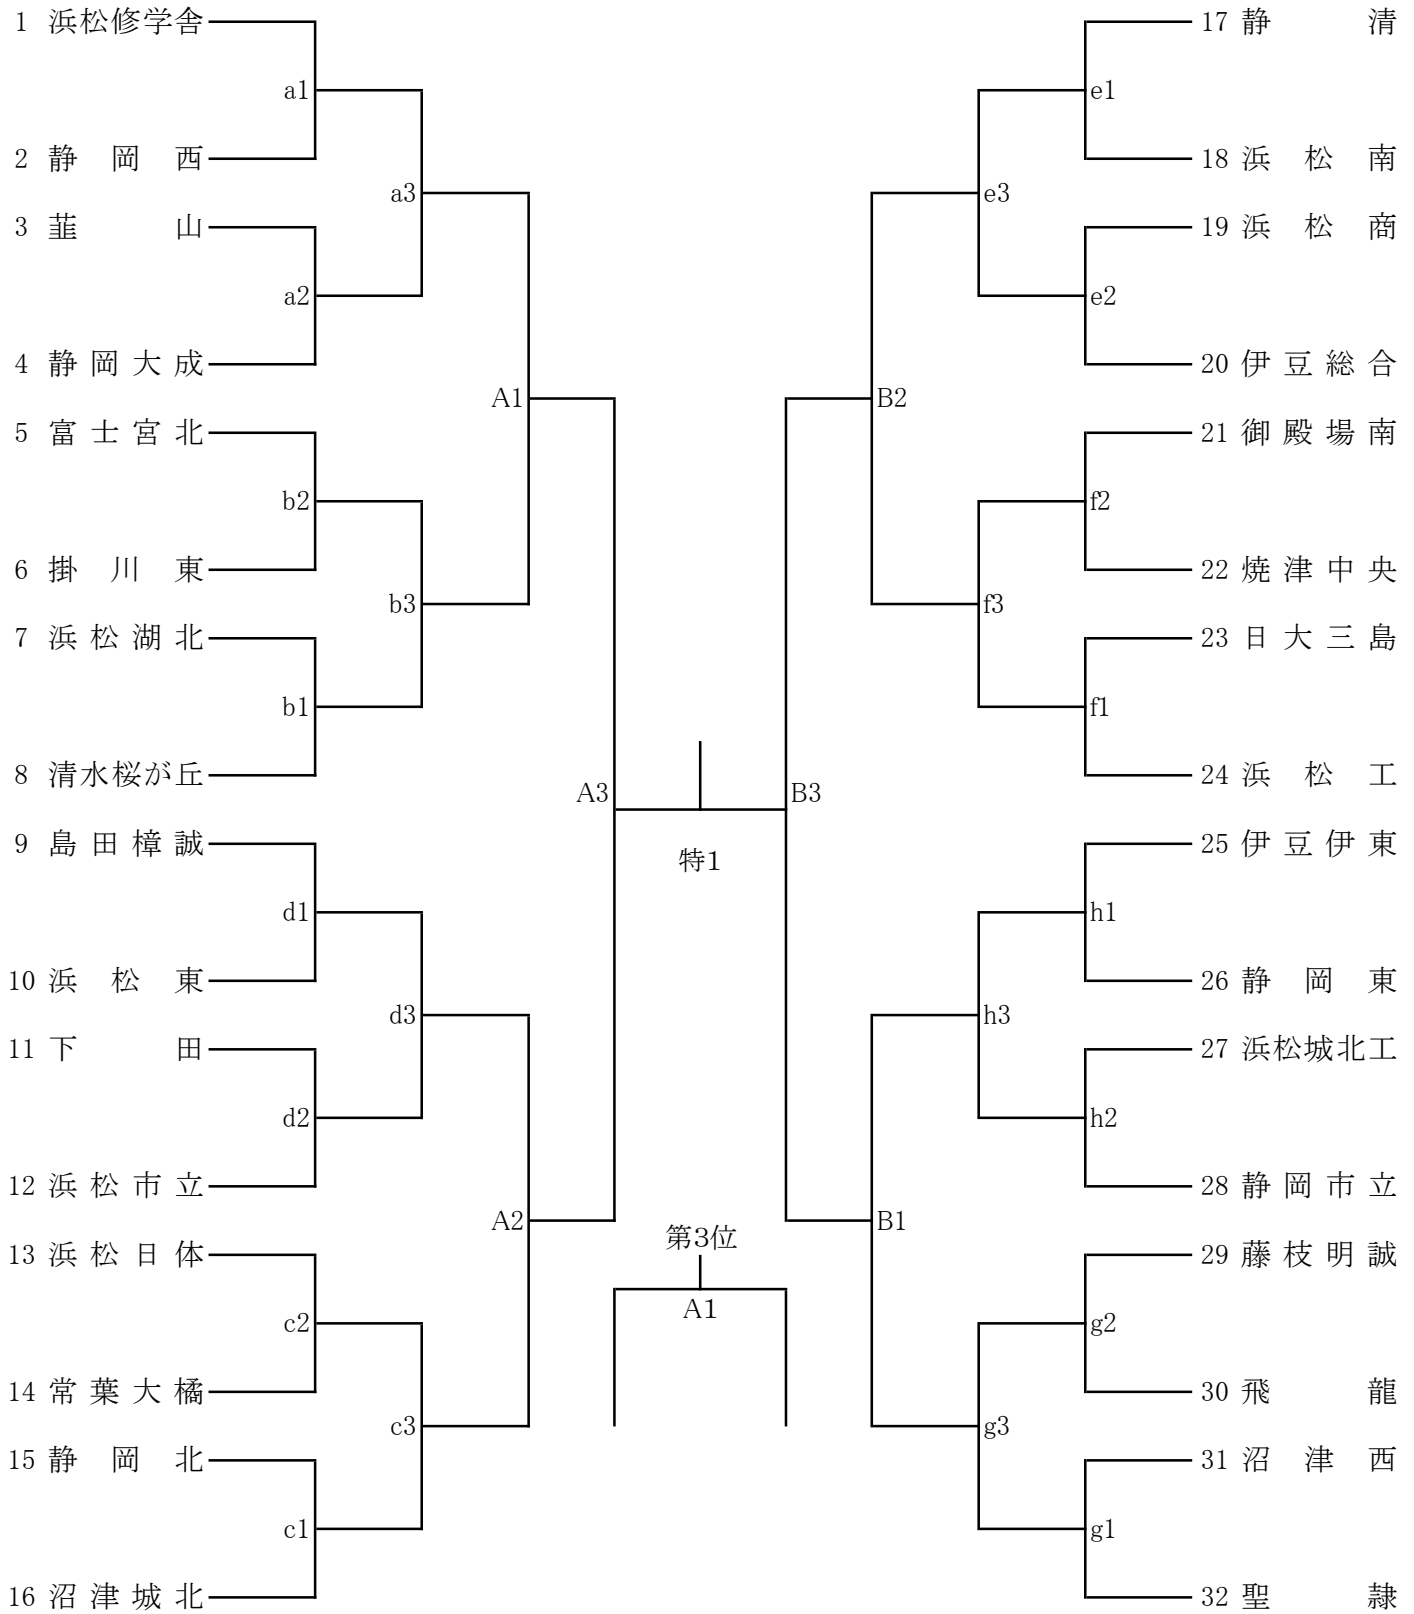 1 浜松修学舎
a1
2 静岡西
a3
3 韮山
a2
4 静岡大成
A1
5 富士宮北
b2
6 掛川東
b3
7 浜松湖北
b1
8 清水桜が丘
A3
9 島田樟誠
d1
10 浜松東
d3
11 下田
d2
12 浜松市立
A2
13 浜松日体
c2
14 常葉大橘
c3
15 静岡北
c1
16 沼津城北
特1
第3位
A1
17 静清
e1
18 浜松南
e3
19 浜松商
e2
20 伊豆総合
B2
21 御殿場南
f2
22 焼津中央
f3
23 日大三島
f1
24 浜松工
B3
25 伊豆伊東
h1
26 静岡東
h3
27 浜松城北工
h2
28 静岡市立
B1
29 藤枝明誠
g2
30 飛龍
g3
31 沼津西
g1
32 聖隷